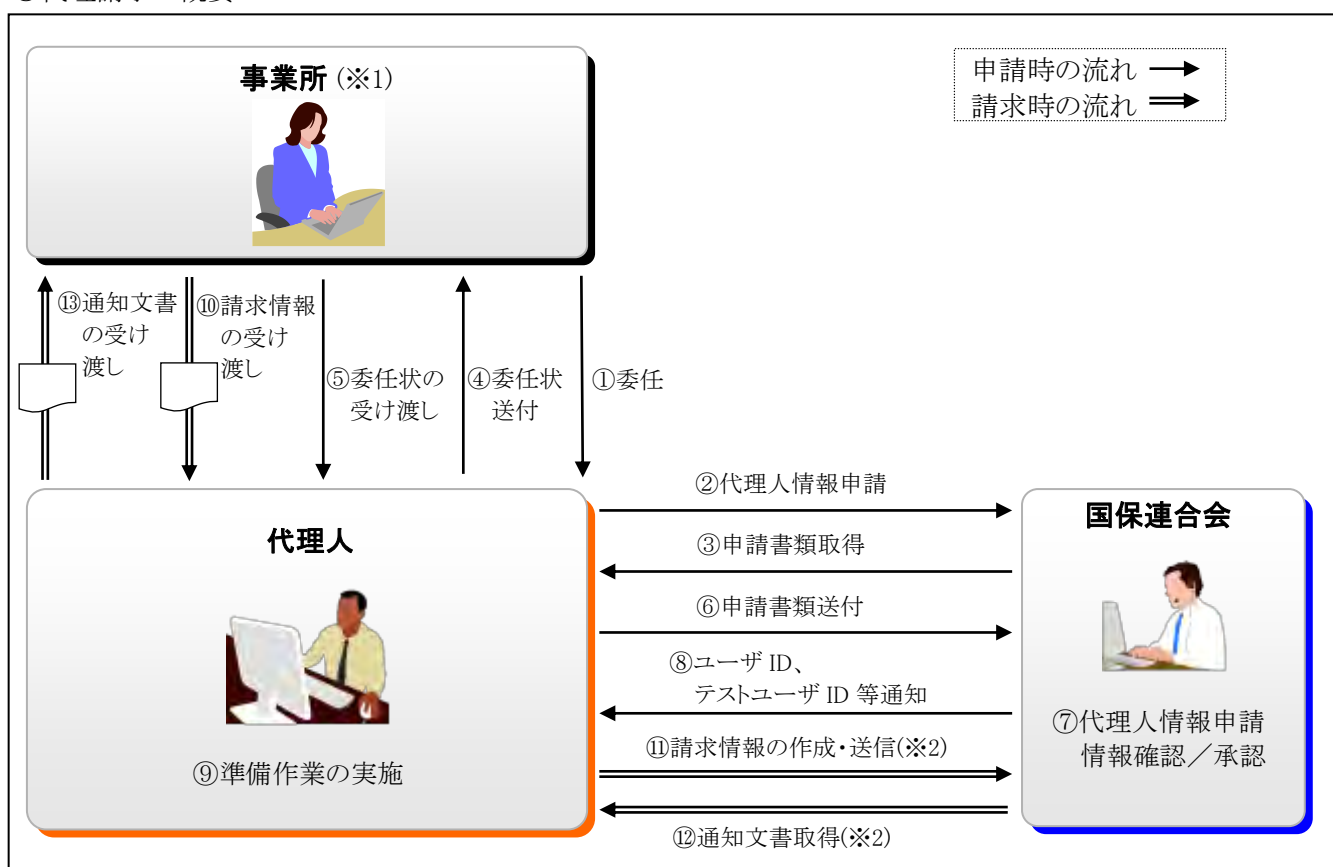 事業所 (※1)
申請時の流れ
請求時の流れ
⑬通知文書
の受け
渡し
⑩請求情報
の受け
渡し
⑤委任状の
受け渡し
④委任状
送付
①委任
代理人
⑨準備作業の実施
②代理人情報申請
③申請書類取得
⑥申請書類送付
⑧ユーザ ID、
テストユーザ ID 等通知
⑪請求情報の作成・送信(※2)
⑫通知文書取得(※2)
国保連合会
⑦代理人情報申請
情報確認／承認